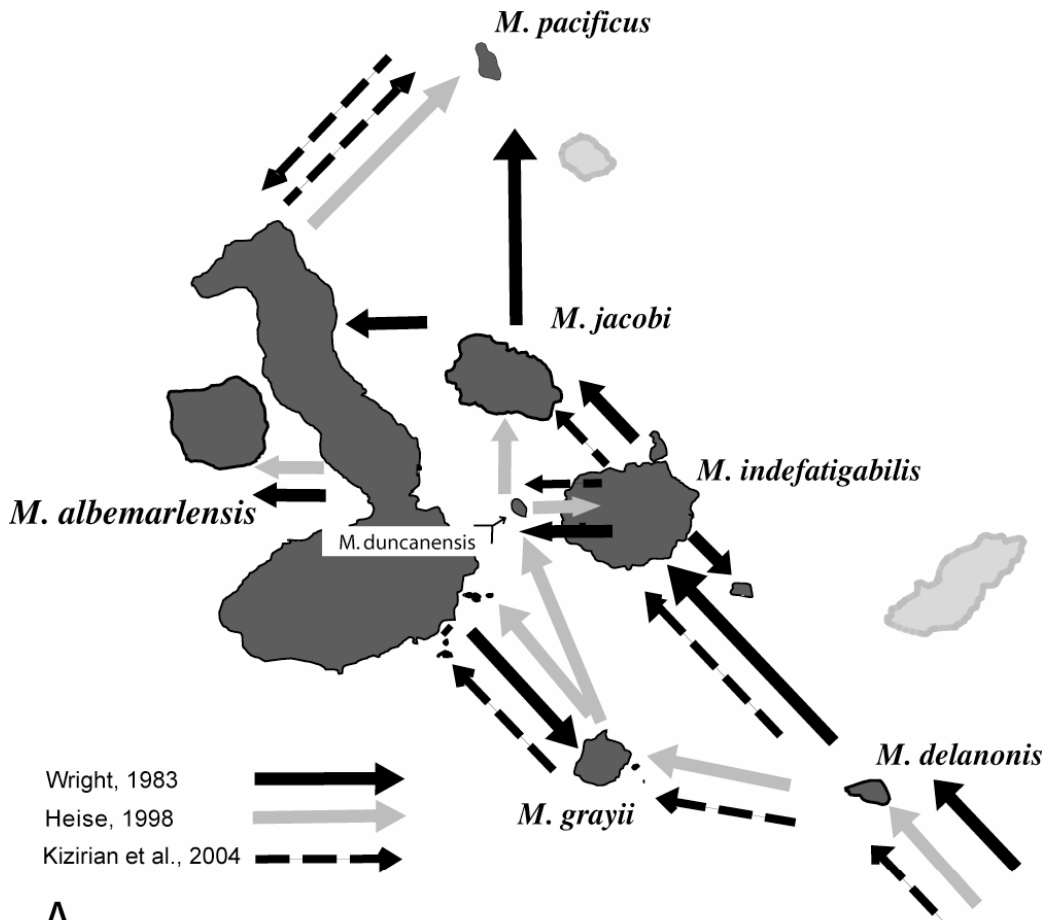 M. pacificus
M. jacobi
M. indefatigabilis
M. albemarlensis
M. duncanensis
M. delanonis
M. grayii
Wright, 1983
Heise, 1998
Kizirian et al., 2004
A